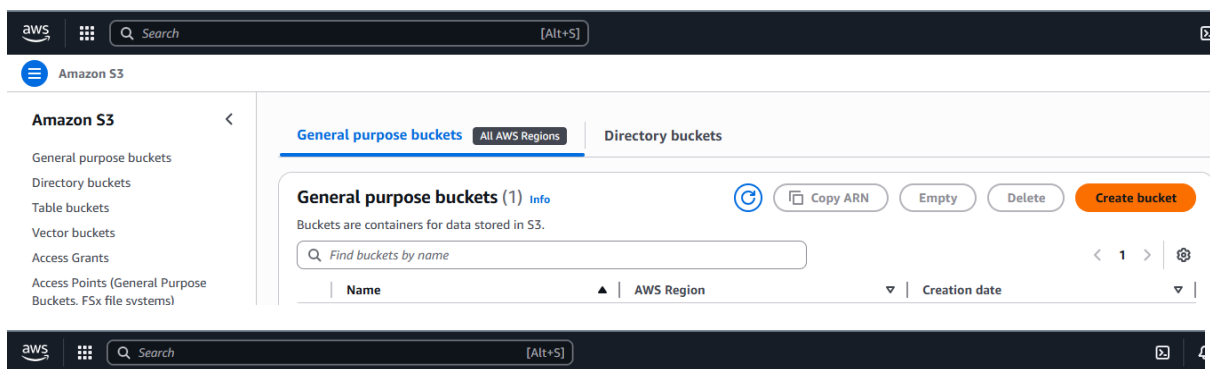 aws Search [Alt+S]
Amazon S3
Amazon S3
General purpose buckets All AWS Regions Directory buckets
General purpose buckets
Directory buckets
Table buckets
Vector buckets
Access Grants
Access Points (General Purpose
Buckets, FSx file systems)
General purpose buckets (1) Info
Copy ARN Empty Delete Create bucket
Buckets are containers for data stored in S3.
Find buckets by name
1
Name AWS Region Creation date
aws Search [Alt+S]